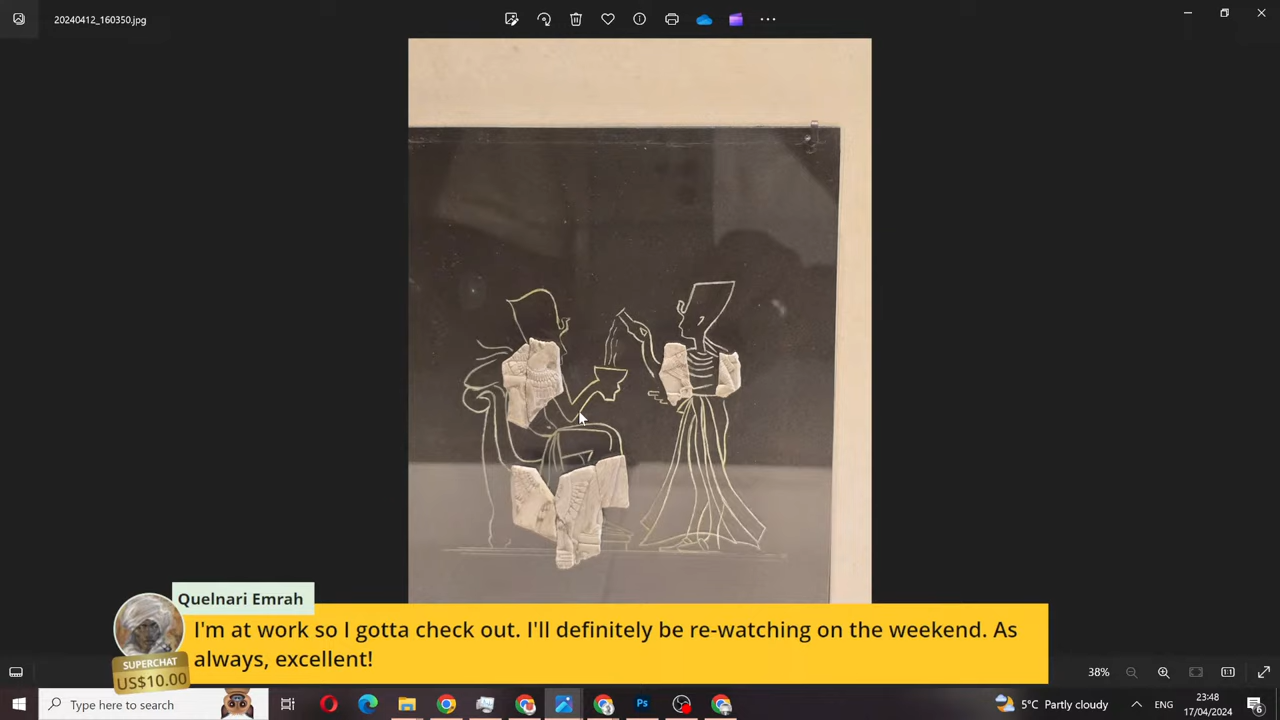 20240412_160350.jpg
Quelnari Emrah
I'm at work so I gotta check out. I'll definitely be re-watching on the weekend. As
always, excellent!
SUPERCHAT
US$10.00
38%
Type here to search
Ps
5°C Partly cloudy
ENG
23:48
17/04/2024
6